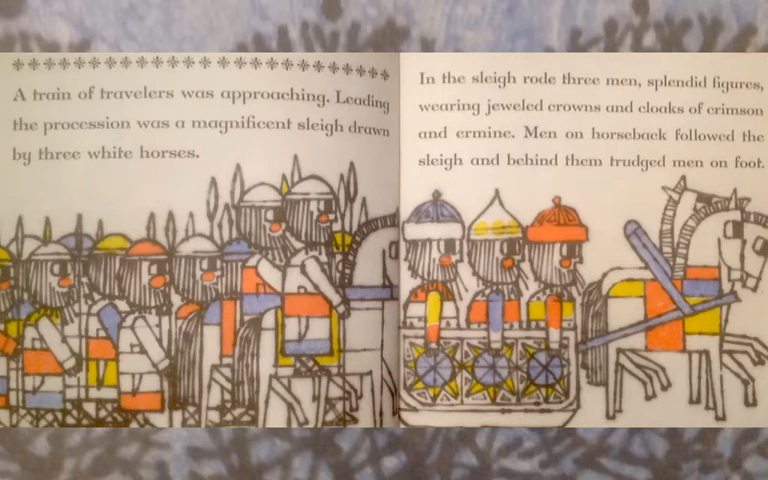 A train of travelers was approaching. Leading
the procession was a magnificent sleigh drawn
by three white horses.
In the sleigh rode three men, splendid figures,
wearing jeweled crowns and cloaks of crimson
and ermine. Men on horseback followed the
sleigh and behind them trudged men on foot.